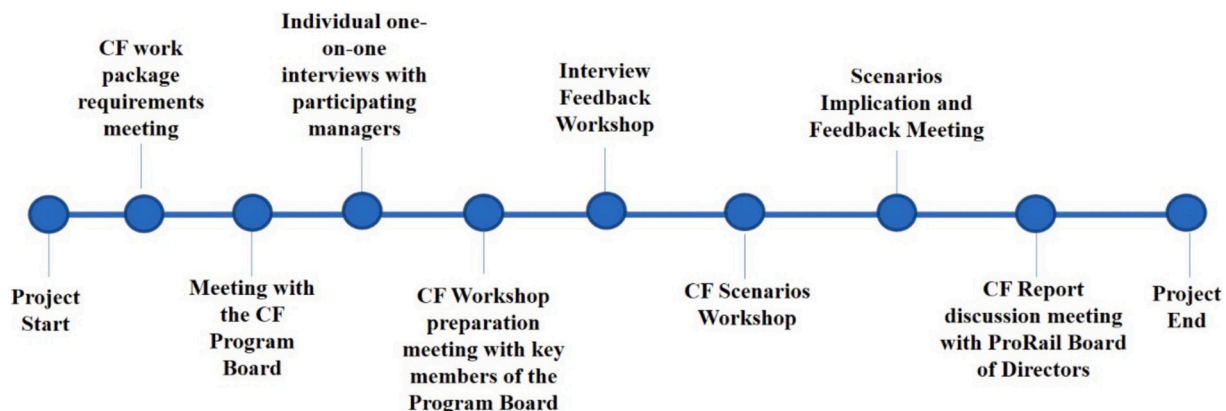 Project
Start
CF work
package
requirements
meeting
Meeting with
the CF
Program
Board
Individual one-
on-one
interviews with
participating
managers
CF Workshop
preparation
meeting with key
members of the
Program Board
Interview
Feedback
Workshop
CF Scenarios
Workshop
Scenarios
Implication and
Feedback Meeting
CF Report
discussion meeting
with ProRail Board
of Directors
Project
End